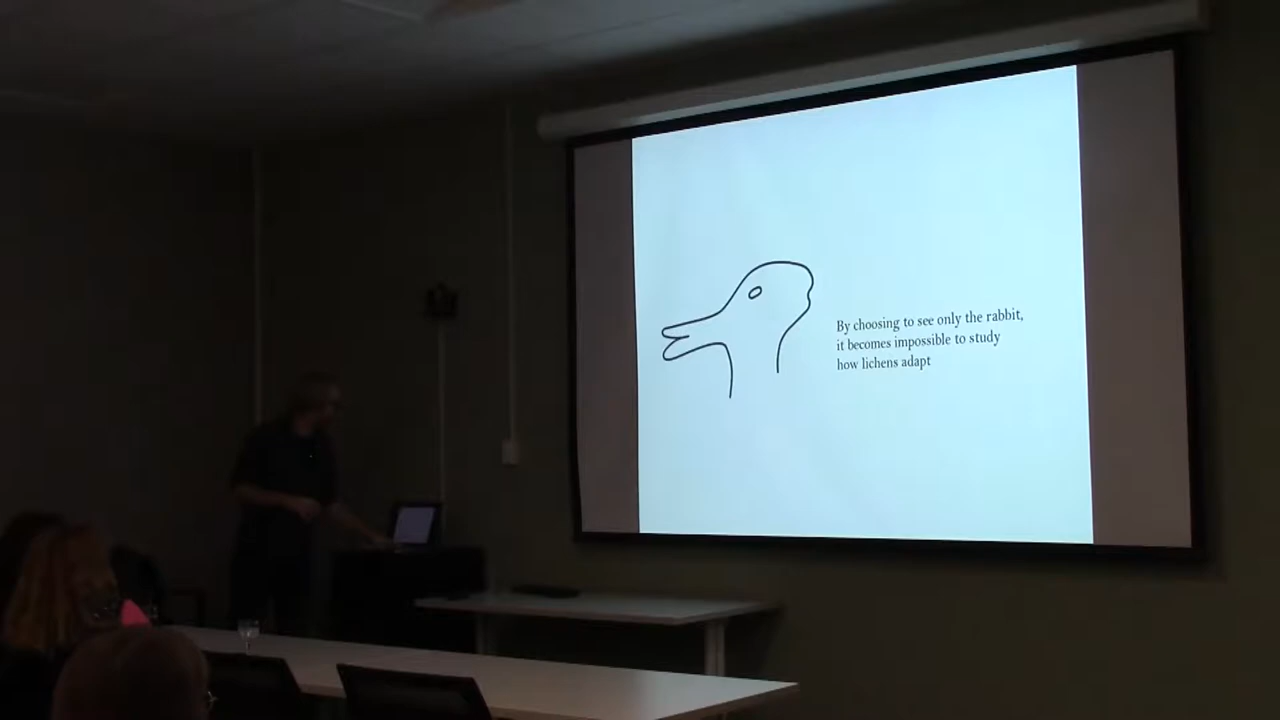 By choosing to see only the rabbit,
it becomes impossible to study
how lichens adapt